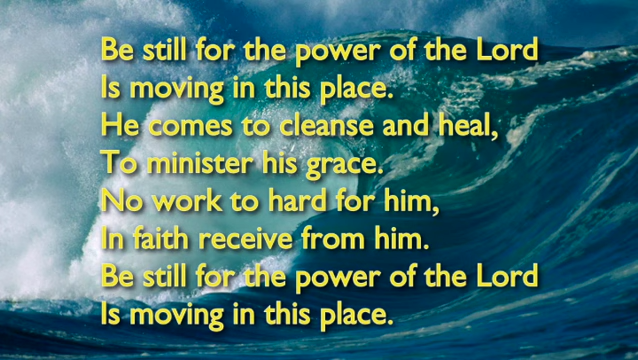 Be still for the power of the Lord
Is moving in this place.
He comes to cleanse and heal,
To minister his grace.
No work to hard for him,
In faith receive from him.
Be still for the power of the Lord
Is moving in this place.